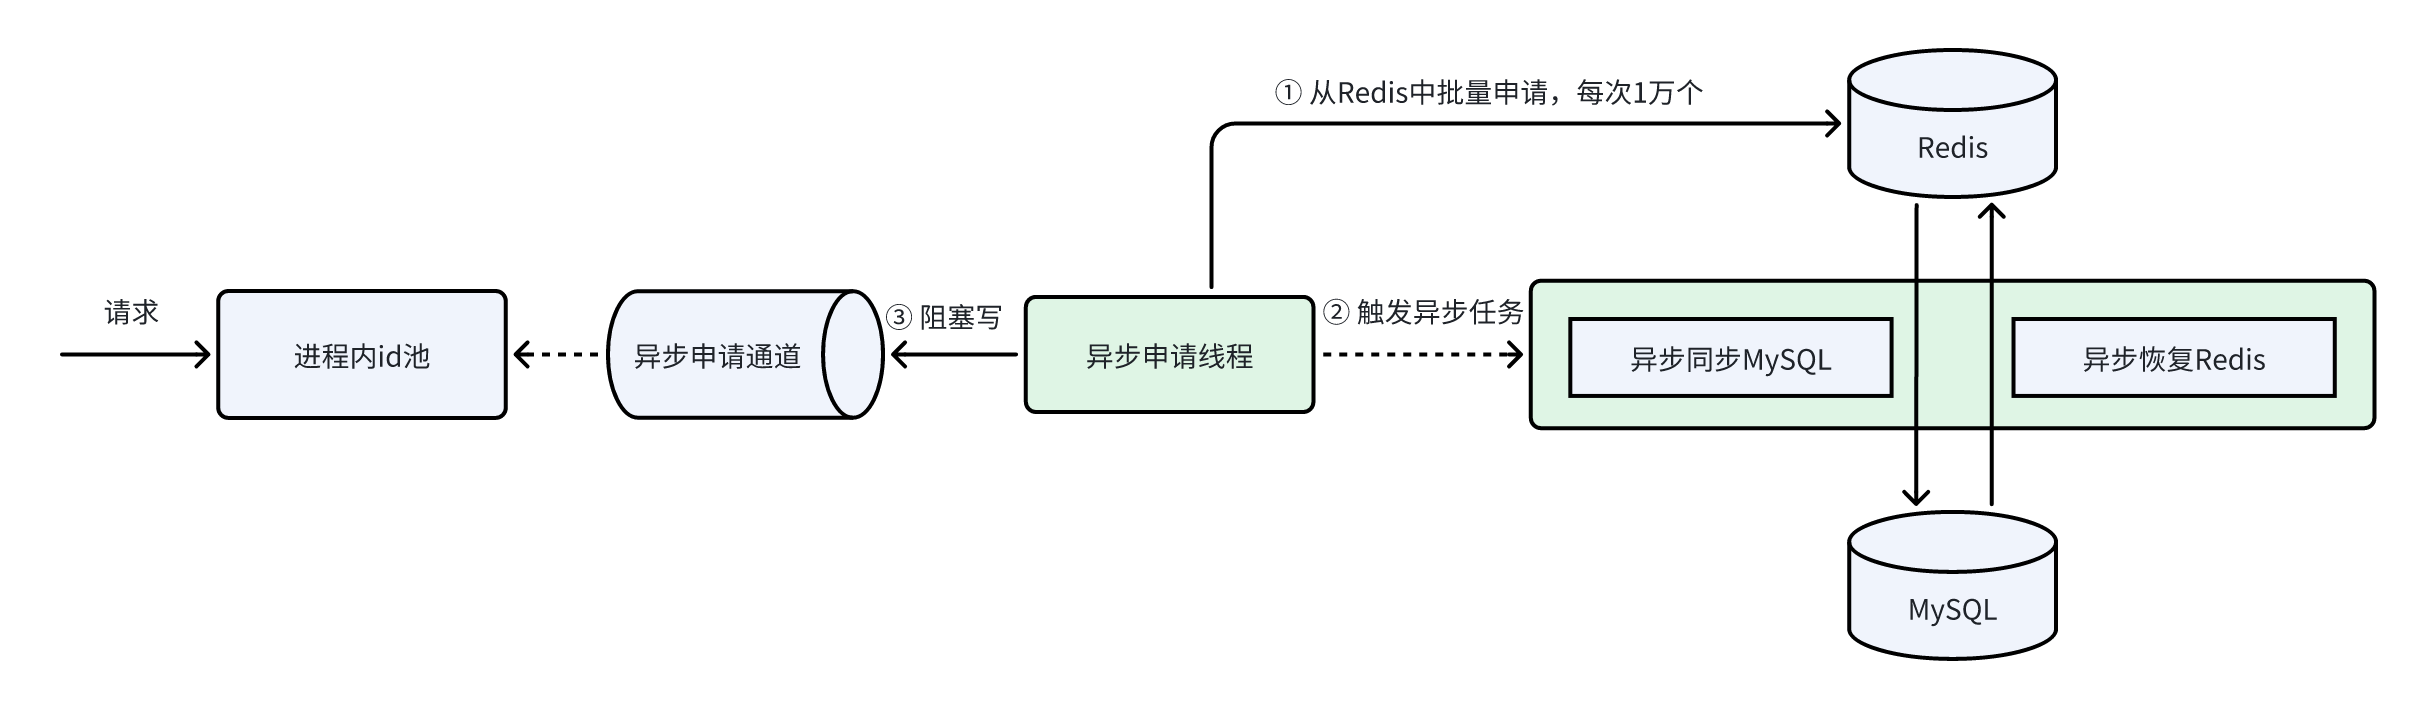 ① 从Redis中批量申请，每次1万个
Redis
请求
进程内id池
异步申请通道
③ 阻塞写
异步申请线程
② 触发异步任务
异步同步MySQL
异步恢复Redis
MySQL